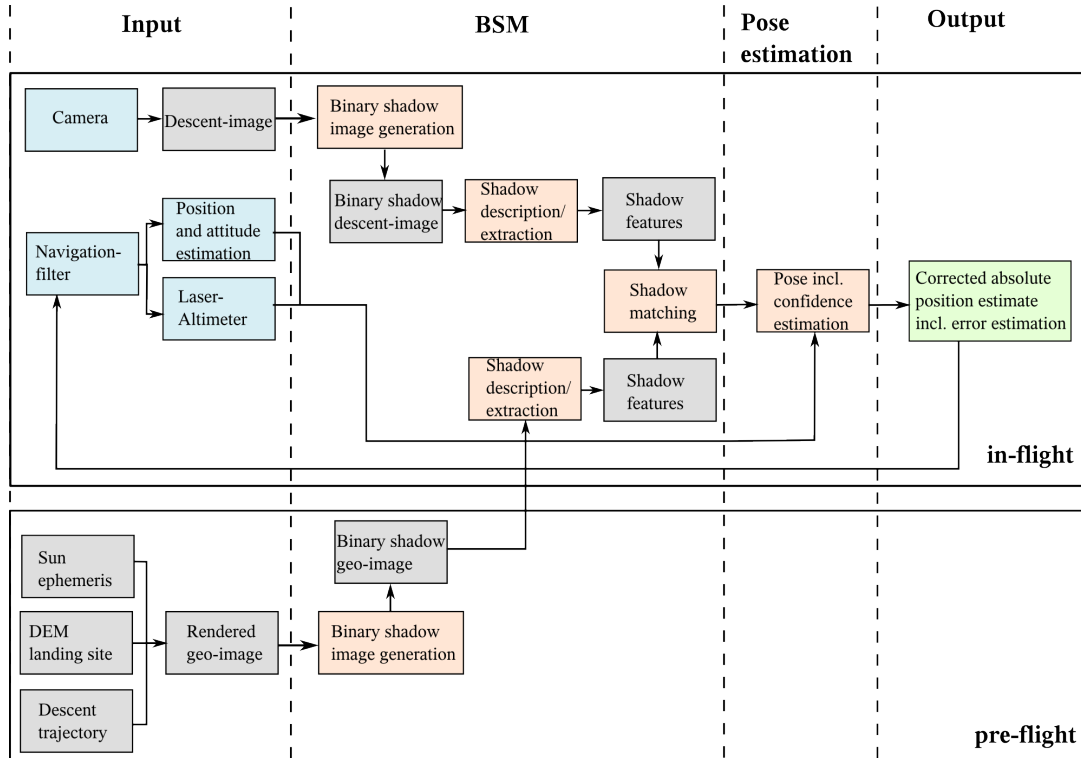 Input
BSM
Pose
estimation
Output
Camera
Descent-image
Binary shadow
image generation
Binary shadow
descent-image
Shadow
description/
extraction
Shadow
features
Navigation-
filter
Position
and attitude
estimation
Laser-
Altimeter
Shadow
matching
Pose incl.
confidence
estimation
Corrected absolute
position estimate
incl. error estimation
Shadow
description/
extraction
Shadow
features
in-flight
Binary shadow
geo-image
Sun
ephemeris
DEM
landing site
Rendered
geo-image
Binary shadow
image generation
Descent
trajectory
pre-flight